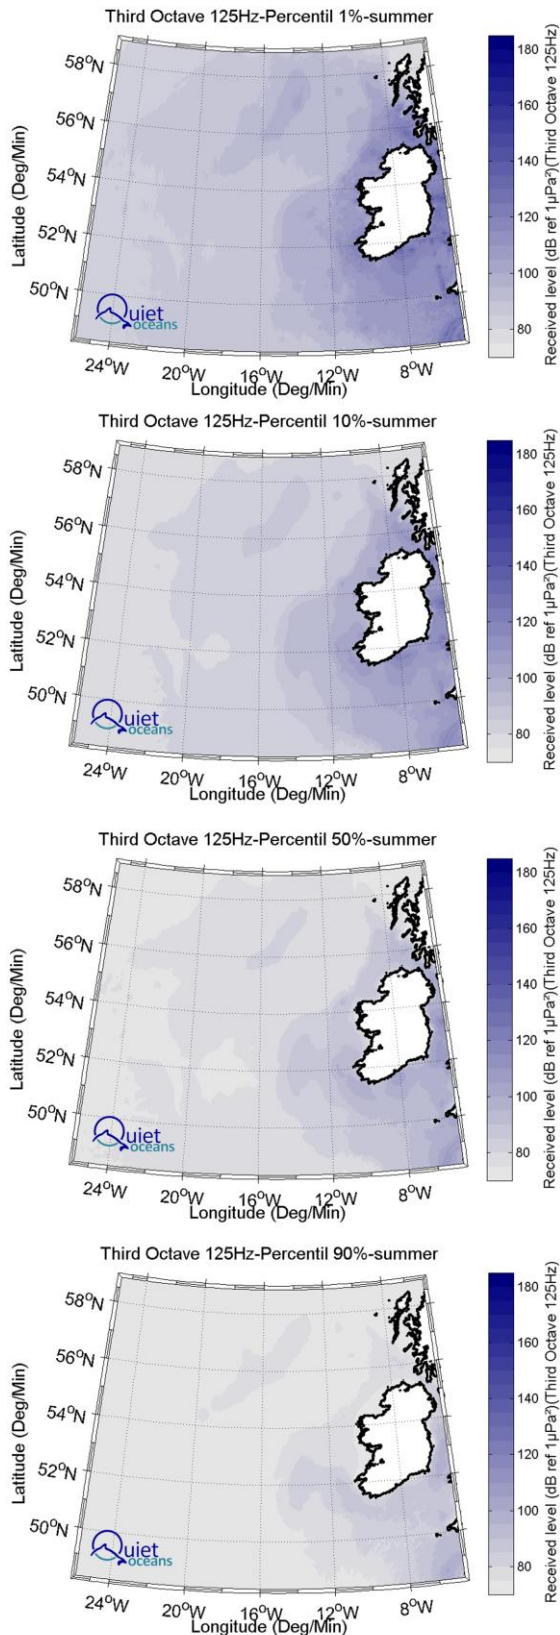 Third Octave 125Hz-Percentil 1%-summer
58°N
56°N
54°N
52°N
50°N
Latitude (Deg/Min)
24°W
20°W
16°W
12°W
8°W
Longitude (Deg/Min)
Quiet
oceans
180
160
140
120
100
80
Received level (dB ref 1µPa²)(Third Octave 125Hz)
Third Octave 125Hz-Percentil 10%-summer
58°N
56°N
54°N
52°N
50°N
Latitude (Deg/Min)
24°W
20°W
16°W
12°W
8°W
Longitude (Deg/Min)
Quiet
oceans
180
160
140
120
100
80
Received level (dB ref 1µPa²)(Third Octave 125Hz)
Third Octave 125Hz-Percentil 50%-summer
58°N
56°N
54°N
52°N
50°N
Latitude (Deg/Min)
24°W
20°W
16°W
12°W
8°W
Longitude (Deg/Min)
Quiet
oceans
180
160
140
120
100
80
Received level (dB ref 1µPa²)(Third Octave 125Hz)
Third Octave 125Hz-Percentil 90%-summer
58°N
56°N
54°N
52°N
50°N
Latitude (Deg/Min)
24°W
20°W
16°W
12°W
8°W
Longitude (Deg/Min)
Quiet
oceans
180
160
140
120
100
80
Received level (dB ref 1µPa²)(Third Octave 125Hz)